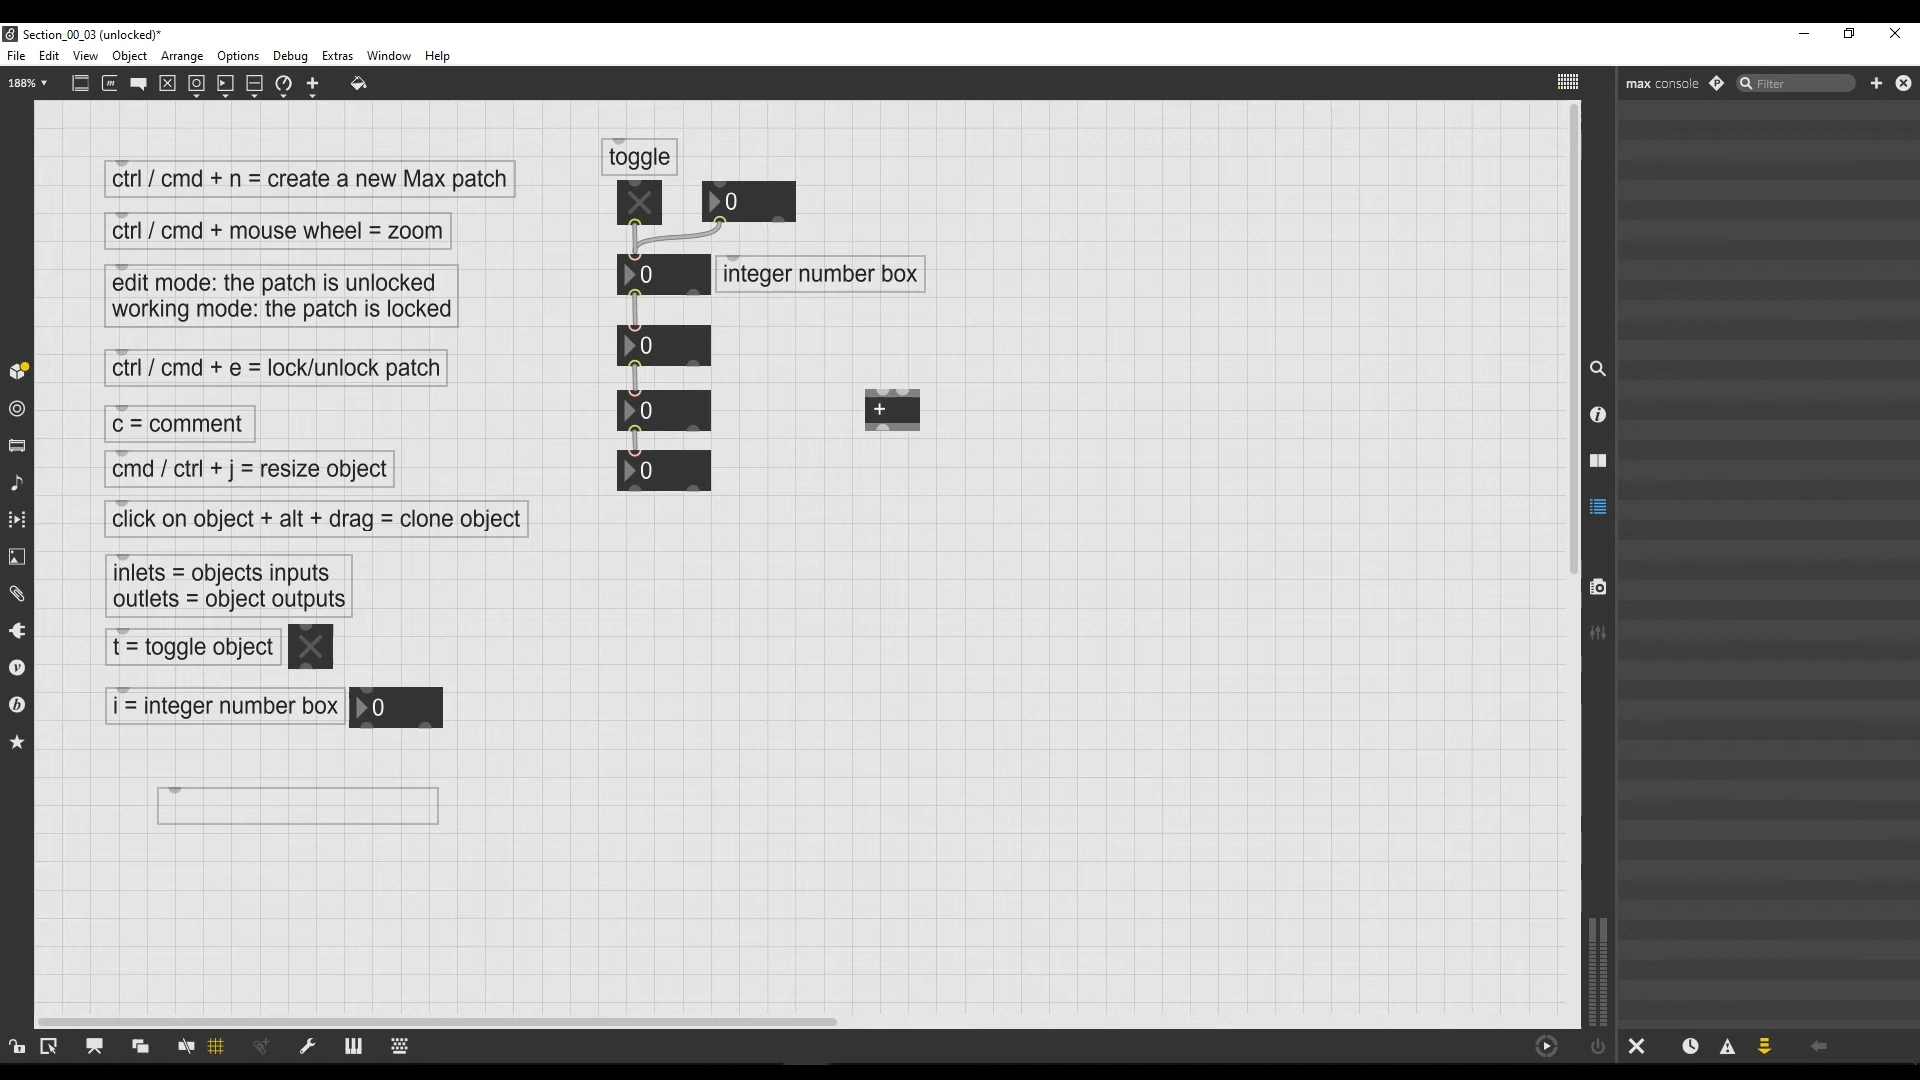 Section_00_03 (unlocked)*
File Edit View Object Arrange Options Debug Extras Window Help
188%
max console
Filter
toggle
ctrl / cmd + n = create a new Max patch
0
ctrl / cmd + mouse wheel = zoom
0
integer number box
edit mode: the patch is unlocked
working mode: the patch is locked
0
ctrl / cmd + e = lock/unlock patch
0
+
c = comment
0
cmd / ctrl + j = resize object
click on object + alt + drag = clone object
inlets = objects inputs
outlets = object outputs
t = toggle object
i = integer number box
0